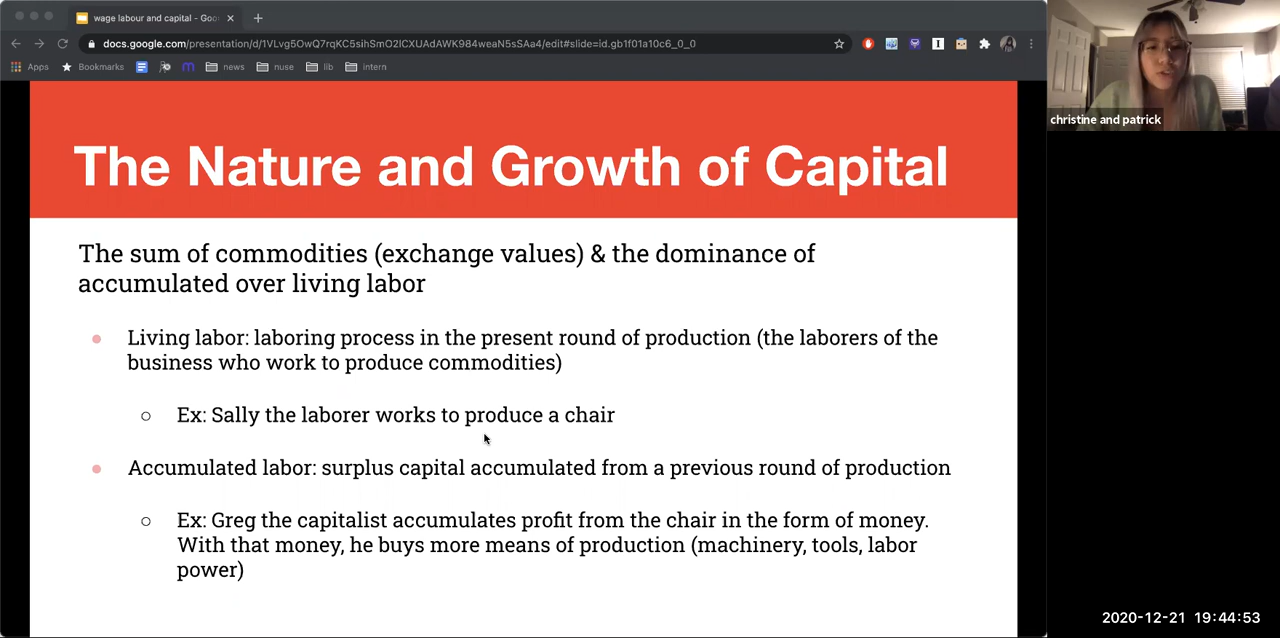 wage labour and capital - Goo
docs.google.com/presentation/d/1VLvg5OwQ7rqKC5sihSmO2ICXUAdAWK984weaN5sSAa4/edit#slide=id.gb1f01a10c6_0_0
Apps Bookmarks news nuse lib intern
christine and patrick
The Nature and Growth of Capital
The sum of commodities (exchange values) & the dominance of
accumulated over living labor
Living labor: laboring process in the present round of production (the laborers of the
business who work to produce commodities)
Ex: Sally the laborer works to produce a chair
Accumulated labor: surplus capital accumulated from a previous round of production
Ex: Greg the capitalist accumulates profit from the chair in the form of money.
With that money, he buys more means of production (machinery, tools, labor
power)
2020-12-21 19:44:53